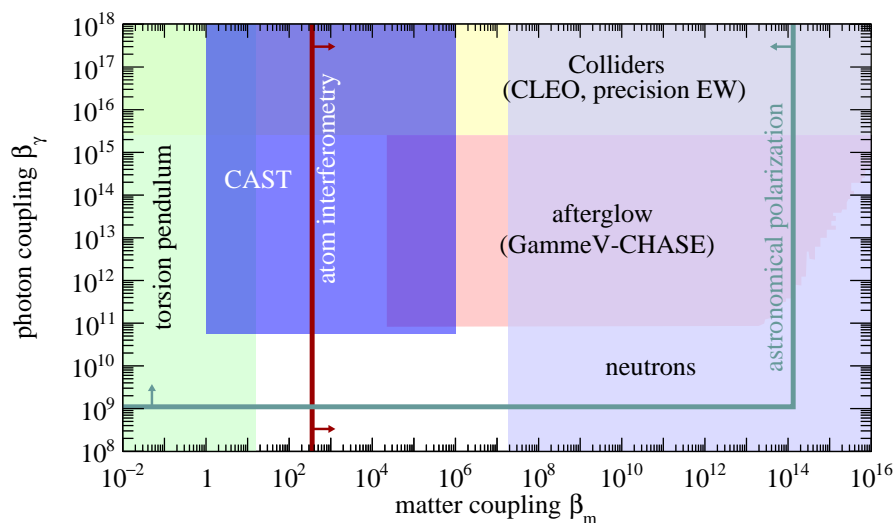 10^18
10^17
10^16
10^15
10^14
10^13
10^12
10^11
10^10
10^9
10^8
photon coupling β_γ
torsion pendulum
CAST
atom interferometry
Colliders
(CLEO, precision EW)
afterglow
(GammeV-CHASE)
astronomical polarization
neutrons
10^−2 1 10^2 10^4 10^6 10^8 10^10 10^12 10^14 10^16
matter coupling β_m